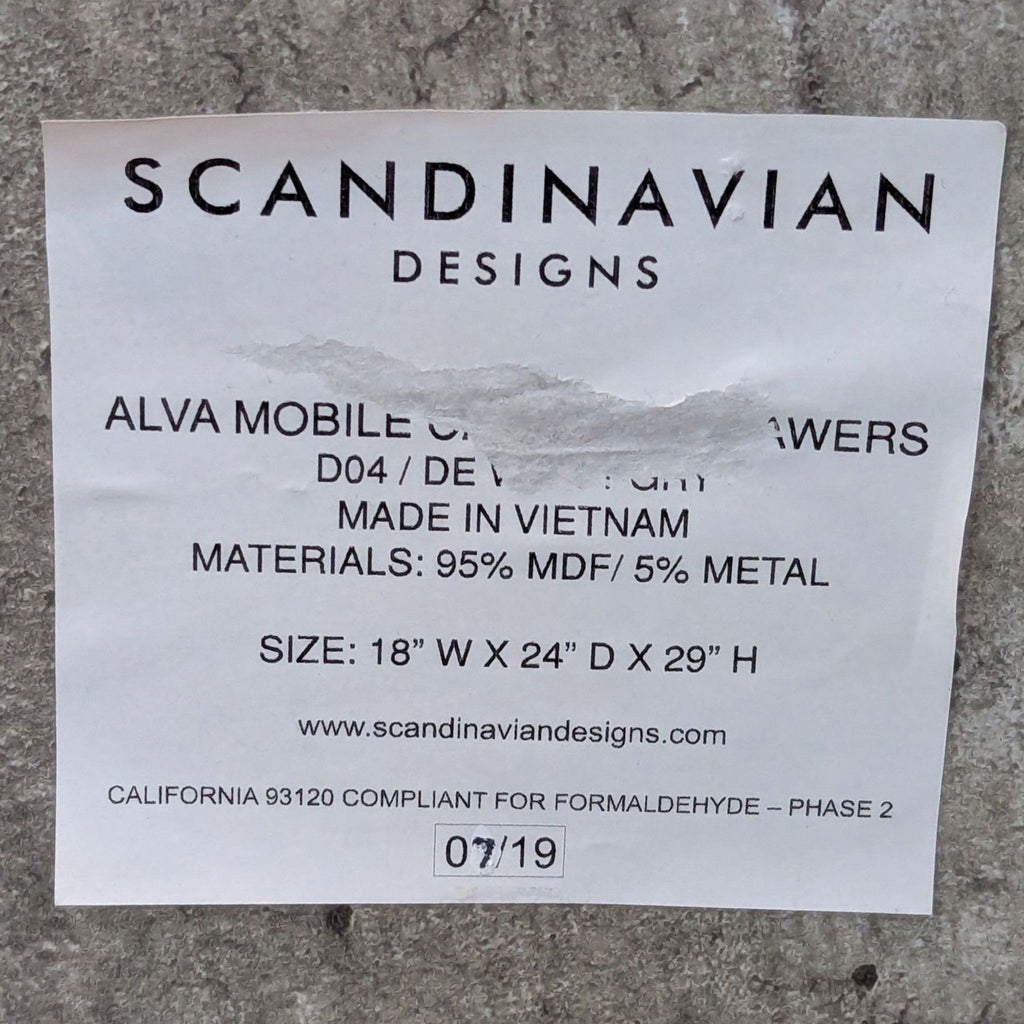 SCANDINAVIAN
DESIGNS
ALVA MOBILE
D04 / DE
MADE IN VIETNAM
MATERIALS: 95% MDF/ 5% METAL
SIZE: 18” W X 24” D X 29” H
www.scandinaviandesigns.com
CALIFORNIA 93120 COMPLIANT FOR FORMALDEHYDE – PHASE 2
07/19